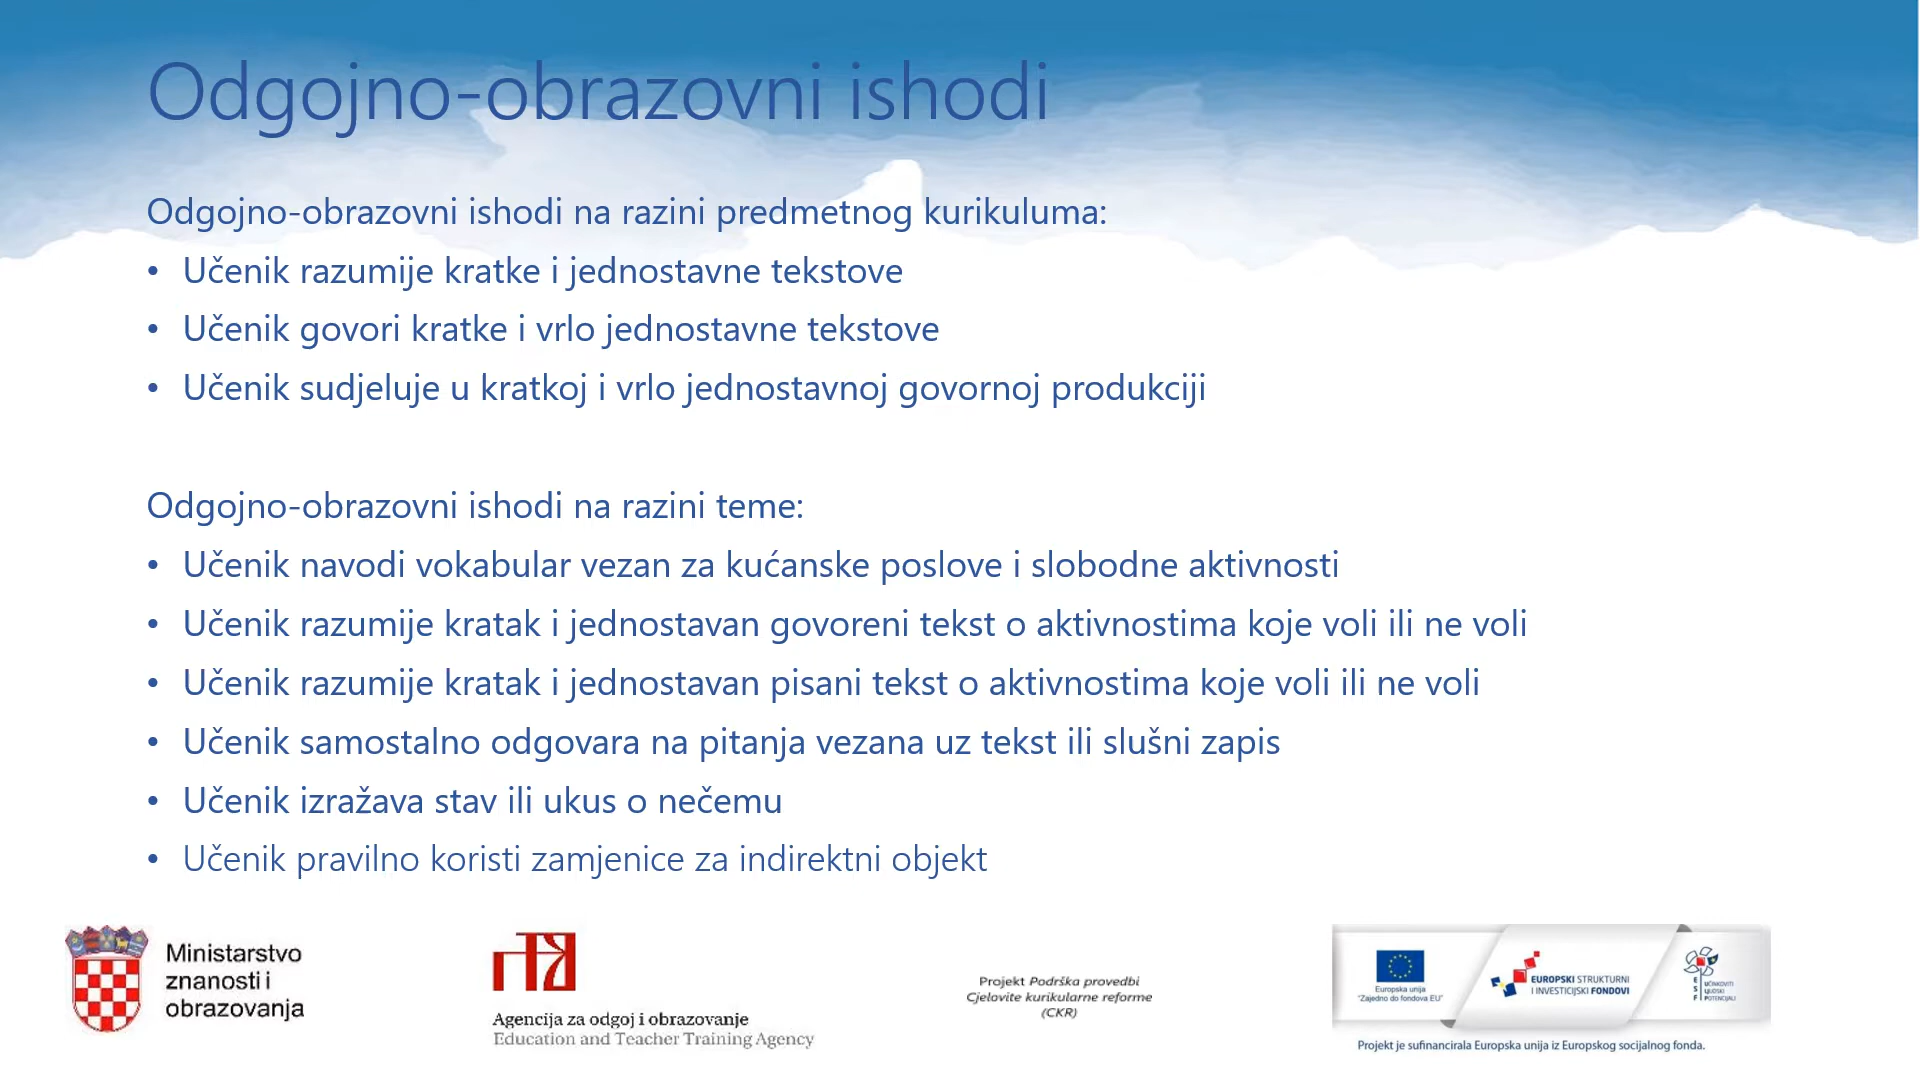 Odgojno-obrazovni ishodi
Odgojno-obrazovni ishodi na razini predmetnog kurikuluma:
• Učenik razumije kratke i jednostavne tekstove
• Učenik govori kratke i vrlo jednostavne tekstove
• Učenik sudjeluje u kratkoj i vrlo jednostavnoj govornoj produkciji
Odgojno-obrazovni ishodi na razini teme:
• Učenik navodi vokabular vezan za kućanske poslove i slobodne aktivnosti
• Učenik razumije kratak i jednostavan govoreni tekst o aktivnostima koje voli ili ne voli
• Učenik razumije kratak i jednostavan pisani tekst o aktivnostima koje voli ili ne voli
• Učenik samostalno odgovara na pitanja vezana uz tekst ili slušni zapis
• Učenik izražava stav ili ukus o nečemu
• Učenik pravilno koristi zamjenice za indirektni objekt
Ministarstvo
znanosti i
obrazovanja
Agencija za odgoj i obrazovanje
Education and Teacher Training Agency
Projekt Podrška provedbi
Cjelovite kurikularne reforme
(CKR)
Europska unija
"Zajedno do fondova EU"
EUROPSKI STRUKTURNI
I INVESTICIJSKI FONDOVI
ESF
UČINKOVITI
LJUDSKI
POTENCIJALI
Projekt je sufinancirala Europska unija iz Europskog socijalnog fonda.